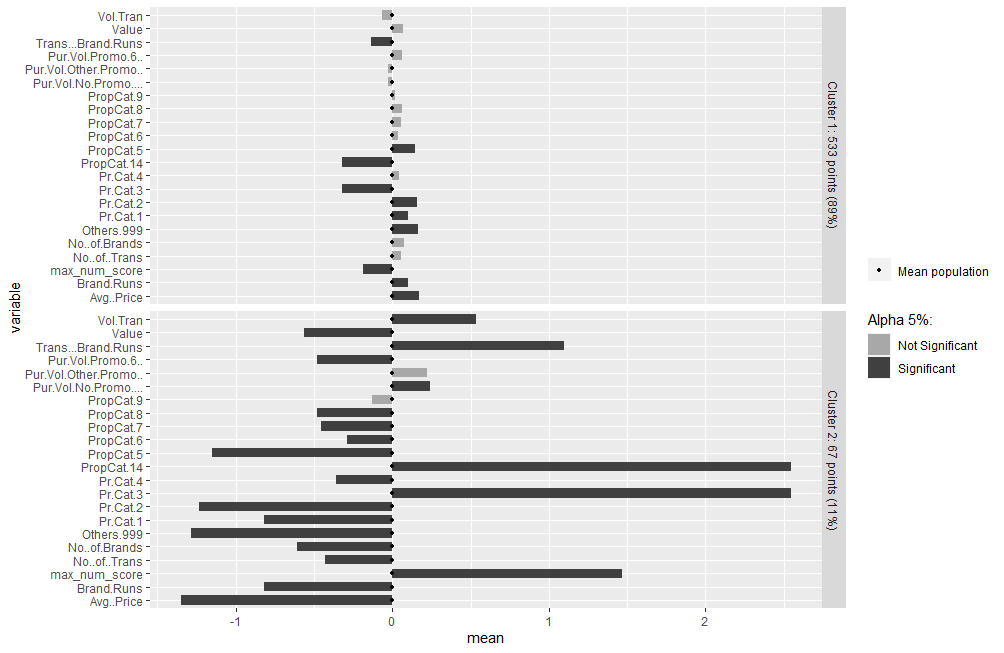 Vol.Tran
Value
Trans...Brand.Runs
Pur.Vol.Promo.6..
Pur.Vol.Other.Promo..
Pur.Vol.No.Promo....
PropCat.9
PropCat.8
PropCat.7
PropCat.6
PropCat.5
PropCat.14
Pr.Cat.4
Pr.Cat.3
Pr.Cat.2
Pr.Cat.1
Others.999
No..of.Brands
No..of..Trans
max_num_score
Brand.Runs
Avg..Price
Cluster 1: 533 points (89%)
Vol.Tran
Value
Trans...Brand.Runs
Pur.Vol.Promo.6..
Pur.Vol.Other.Promo..
Pur.Vol.No.Promo....
PropCat.9
PropCat.8
PropCat.7
PropCat.6
PropCat.5
PropCat.14
Pr.Cat.4
Pr.Cat.3
Pr.Cat.2
Pr.Cat.1
Others.999
No..of.Brands
No..of..Trans
max_num_score
Brand.Runs
Avg..Price
Cluster 2: 67 points (11%)
variable
-1 0 1 2
mean
Mean population
Alpha 5%:
Not Significant
Significant